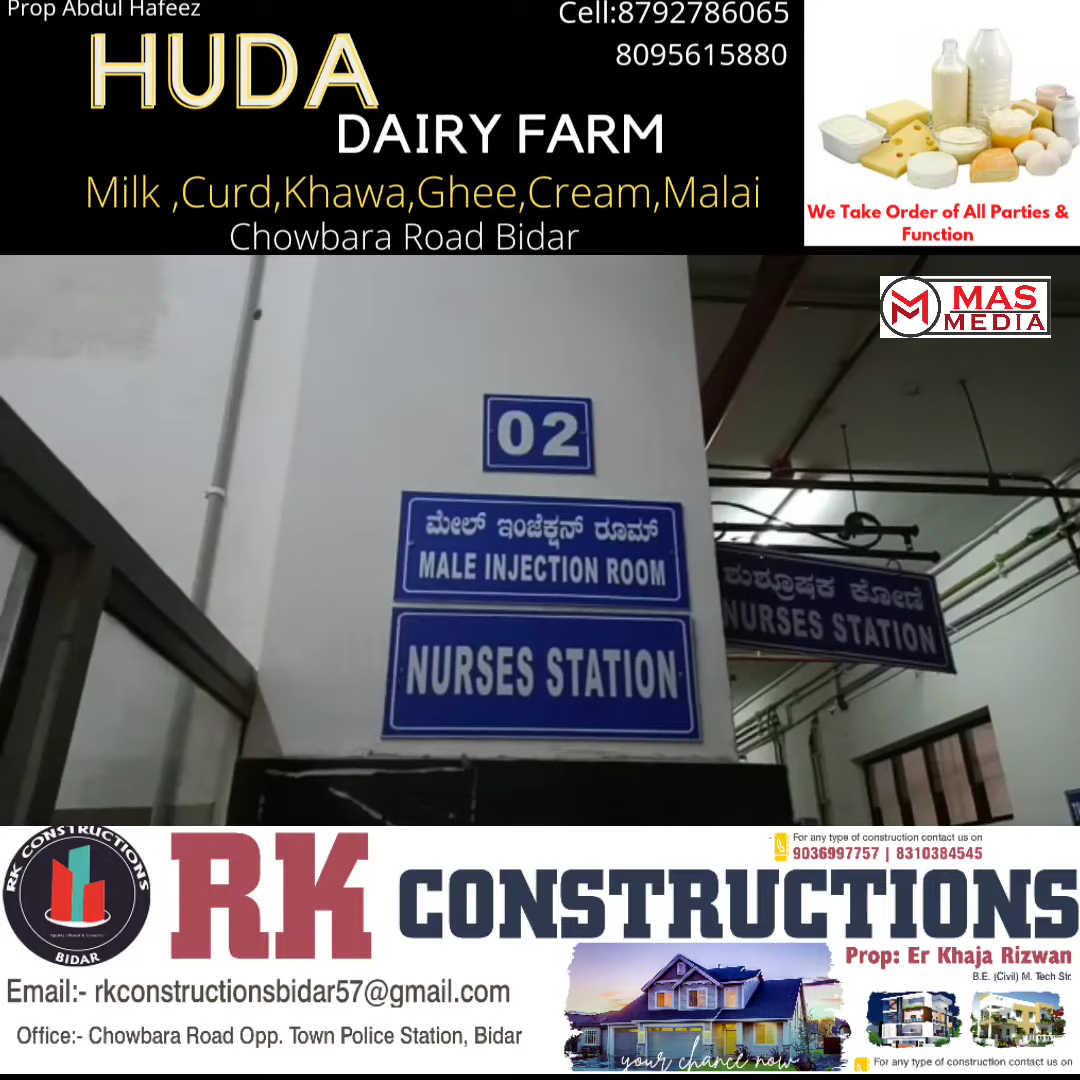 Prop Abdul Hafeez
Cell:8792786065
8095615880
HUDA
DAIRY FARM
Milk ,Curd,Khawa,Ghee,Cream,Malai
Chowbara Road Bidar
We Take Order of All Parties &
Function
MAS
MEDIA
02
ಮೇಲ್ ಇಂಜೆಕ್ಷನ್ ರೂಮ್
MALE INJECTION ROOM
NURSES STATION
ಶುಶ್ರೂಷಕ ಕೋಣೆ
NURSES STATION
RK CONSTRUCTIONS
BIDAR
RK
CONSTRUCTIONS
For any type of construction contact us on
9036997757 | 8310384545
Prop: Er Khaja Rizwan
B.E. (Civil) M. Tech Str.
Email:- rkconstructionsbidar57@gmail.com
Office:- Chowbara Road Opp. Town Police Station, Bidar
your chance now
For any type of construction contact us on